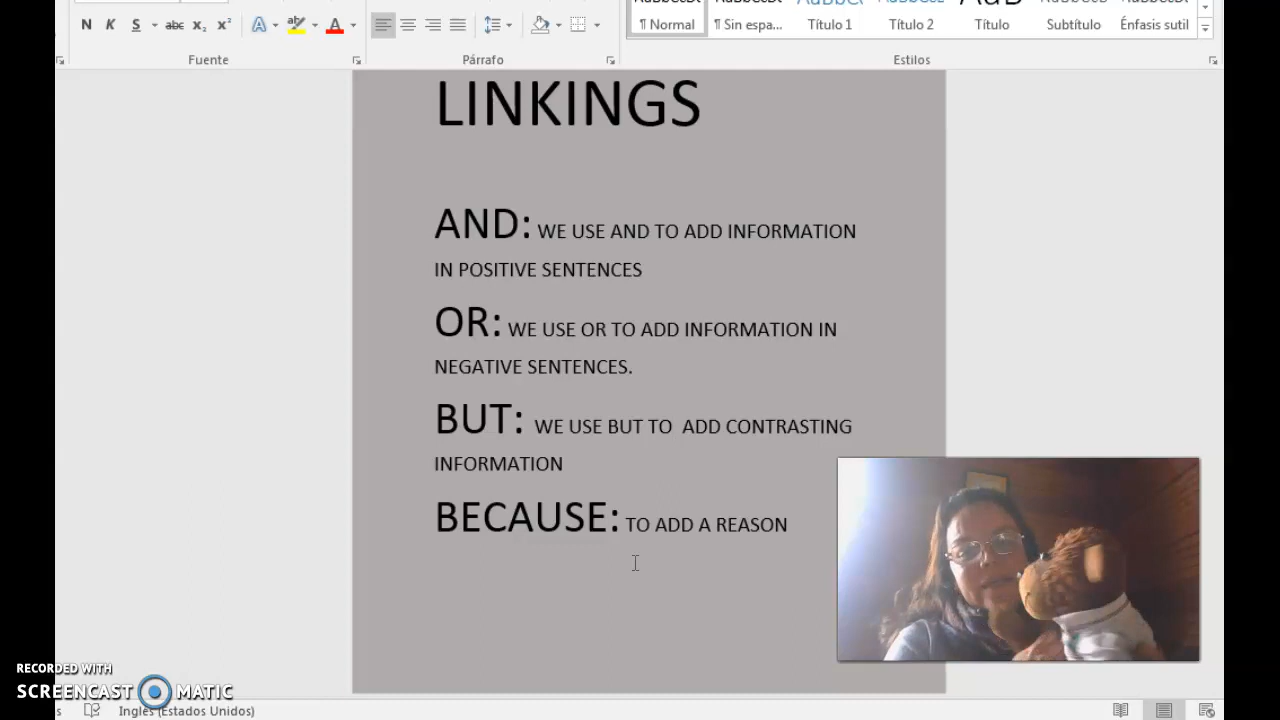 N K S abc x₂ x² A ab A
¶ Normal ¶ Sin espa... Título 1 Título 2 Título Subtítulo Énfasis sutil
Fuente Párrafo Estilos
LINKINGS
AND: WE USE AND TO ADD INFORMATION
IN POSITIVE SENTENCES
OR: WE USE OR TO ADD INFORMATION IN
NEGATIVE SENTENCES.
BUT: WE USE BUT TO  ADD CONTRASTING
INFORMATION
BECAUSE: TO ADD A REASON
RECORDED WITH
SCREENCAST MATIC
s Inglés (Estados Unidos)